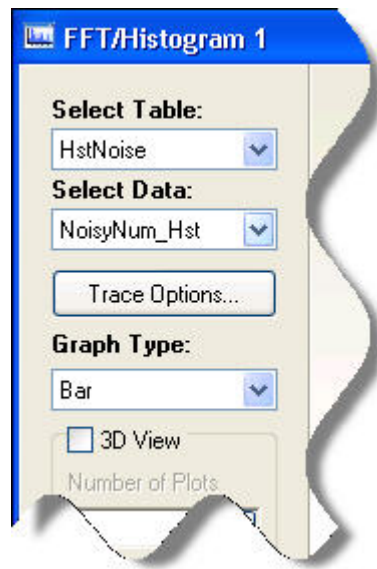 FFT/Histogram 1
Select Table:
HstNoise
Select Data:
NoisyNum_Hst
Trace Options...
Graph Type:
Bar
3D View
Number of Plots